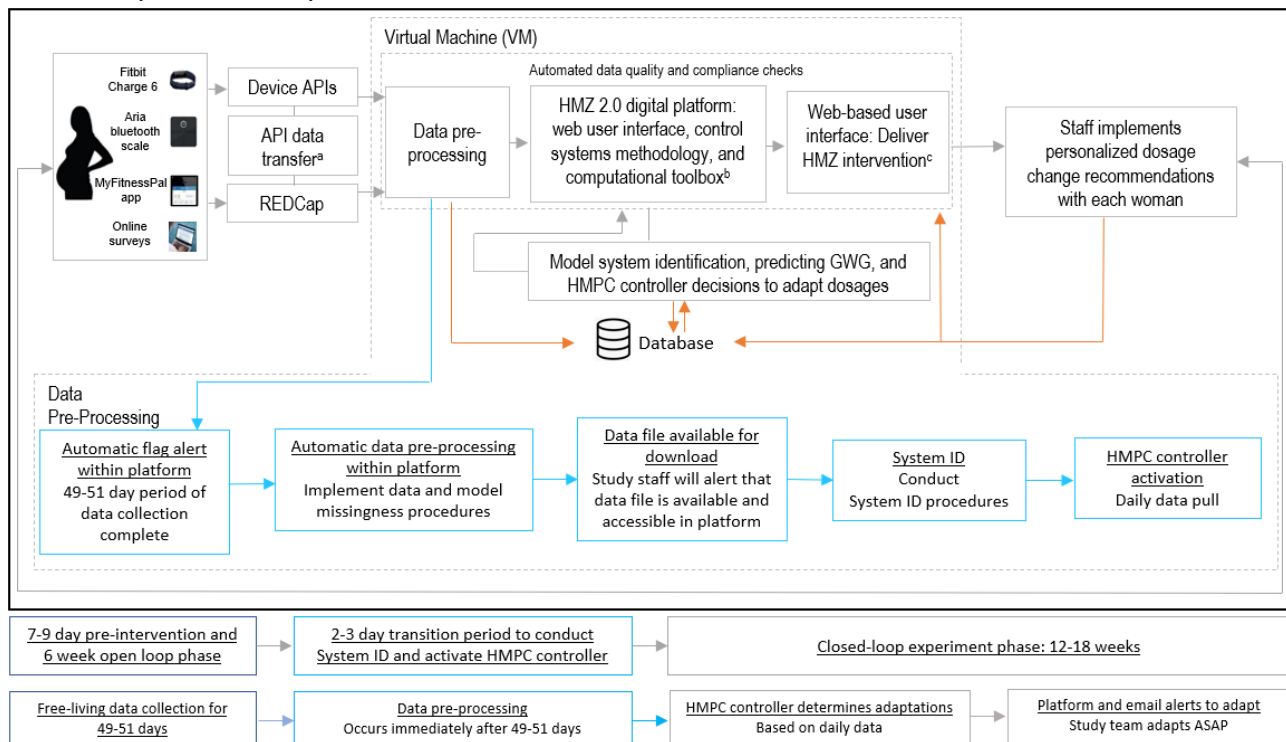 Virtual Machine (VM)
Automated data quality and compliance checks
Fitbit
Charge 6
Aria
bluetooth
scale
MyFitnessPal
app
Online
surveys
Device APIs
API data
transferᵃ
REDCap
Data pre-
processing
HMZ 2.0 digital platform:
web user interface, control
systems methodology, and
computational toolboxᵇ
Web-based user
interface: Deliver
HMZ interventionᶜ
Staff implements
personalized dosage
change recommendations
with each woman
Model system identification, predicting GWG, and
HMPC controller decisions to adapt dosages
Database
Data
Pre-Processing
Automatic flag alert
within platform
49-51 day period of
data collection
complete
Automatic data pre-processing
within platform
Implement data and model
missingness procedures
Data file available for
download
Study staff will alert that
data file is available and
accessible in platform
System ID
Conduct
System ID procedures
HMPC controller
activation
Daily data pull
7-9 day pre-intervention and
6 week open loop phase
2-3 day transition period to conduct
System ID and activate HMPC controller
Closed-loop experiment phase: 12-18 weeks
Free-living data collection for
49-51 days
Data pre-processing
Occurs immediately after 49-51 days
HMPC controller determines adaptations
Based on daily data
Platform and email alerts to adapt
Study team adapts ASAP